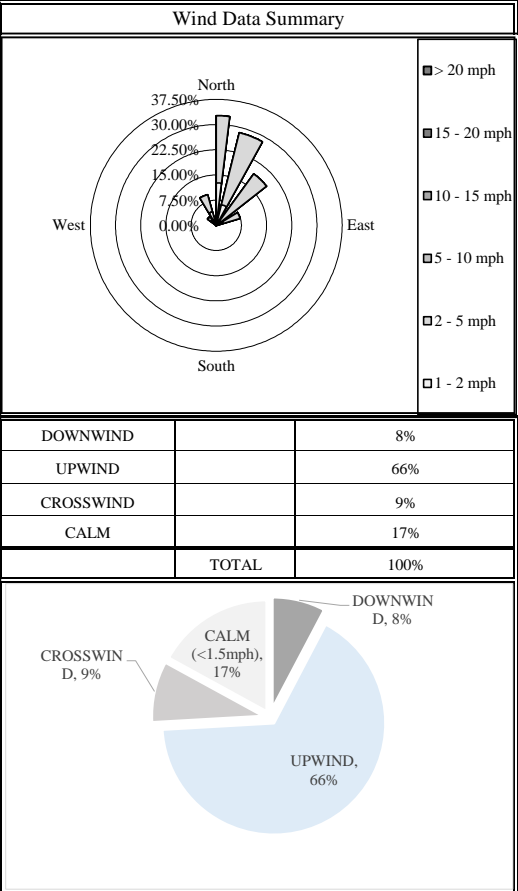 Wind Data Summary
North
37.50%
30.00%
22.50%
15.00%
7.50%
0.00%
West
East
South
> 20 mph
15 - 20 mph
10 - 15 mph
5 - 10 mph
2 - 5 mph
1 - 2 mph
DOWNWIND 8%
UPWIND 66%
CROSSWIND 9%
CALM 17%
TOTAL 100%
DOWNWIN
D, 8%
CALM
(<1.5mph),
17%
CROSSWIN
D, 9%
UPWIND,
66%